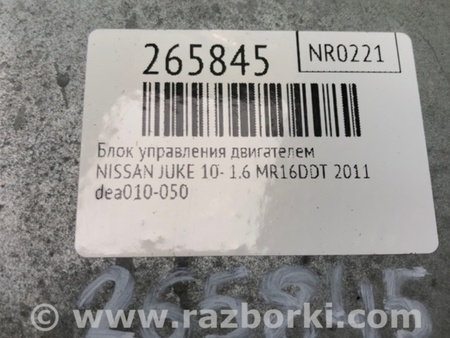 265845
NR0221
Блок управления двигателем
NISSAN JUKE 10- 1.6 MR16DDT 2011
dea010-050
265845
www.razborki.com